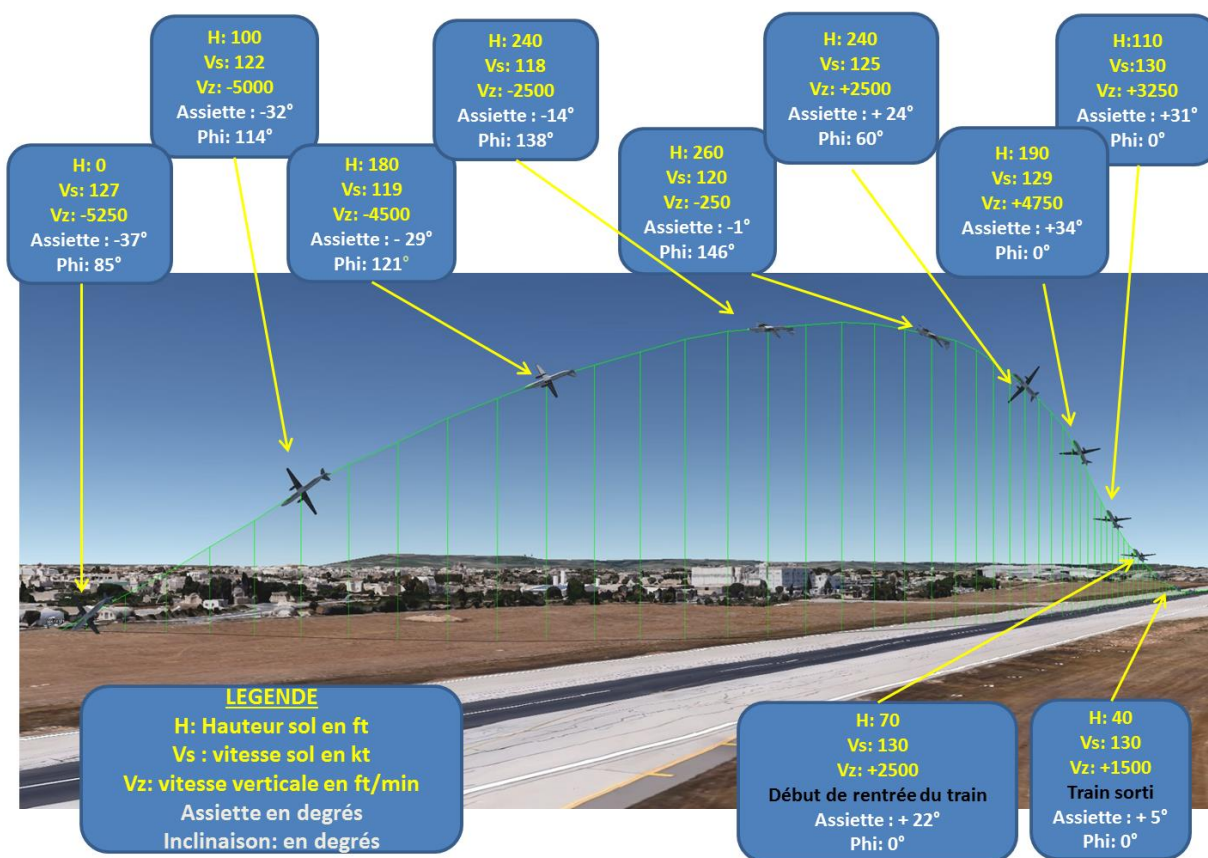 H: 100
Vs: 122
Vz: -5000
Assiette : -32°
Phi: 114°
H: 240
Vs: 118
Vz: -2500
Assiette : -14°
Phi: 138°
H: 240
Vs: 125
Vz: +2500
Assiette : + 24°
Phi: 60°
H:110
Vs:130
Vz: +3250
Assiette : +31°
Phi: 0°
H: 0
Vs: 127
Vz: -5250
Assiette : -37°
Phi: 85°
H: 180
Vs: 119
Vz: -4500
Assiette : - 29°
Phi: 121°
H: 260
Vs: 120
Vz: -250
Assiette : -1°
Phi: 146°
H: 190
Vs: 129
Vz: +4750
Assiette : +34°
Phi: 0°
LEGENDE
H: Hauteur sol en ft
Vs : vitesse sol en kt
Vz: vitesse verticale en ft/min
Assiette en degrés
Inclinaison: en degrés
H: 70
Vs: 130
Vz: +2500
Début de rentrée du train
Assiette : + 22°
Phi: 0°
H: 40
Vs: 130
Vz: +1500
Train sorti
Assiette : + 5°
Phi: 0°